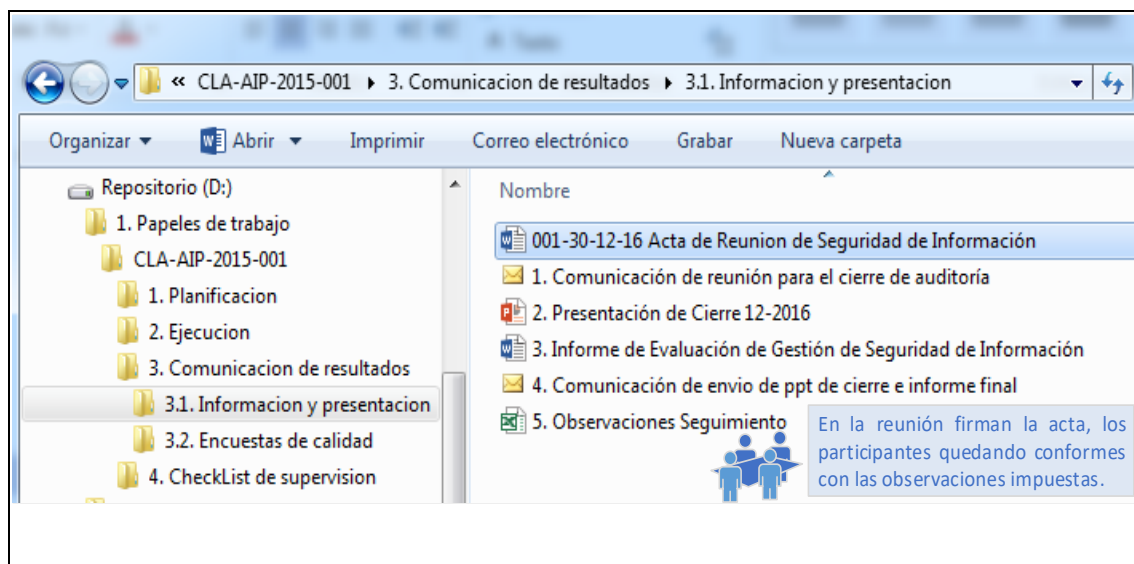 « CLA-AIP-2015-001 ▸ 3. Comunicacion de resultados ▸ 3.1. Informacion y presentacion
Organizar Abrir Imprimir Correo electrónico Grabar Nueva carpeta
Repositorio (D:)
1. Papeles de trabajo
CLA-AIP-2015-001
1. Planificacion
2. Ejecucion
3. Comunicacion de resultados
3.1. Informacion y presentacion
3.2. Encuestas de calidad
4. CheckList de supervision
Nombre
001-30-12-16 Acta de Reunion de Seguridad de Información
1. Comunicación de reunión para el cierre de auditoría
2. Presentación de Cierre 12-2016
3. Informe de Evaluación de Gestión de Seguridad de Información
4. Comunicación de envio de ppt de cierre e informe final
5. Observaciones Seguimiento
En la reunión firman la acta, los
participantes quedando conformes
con las observaciones impuestas.